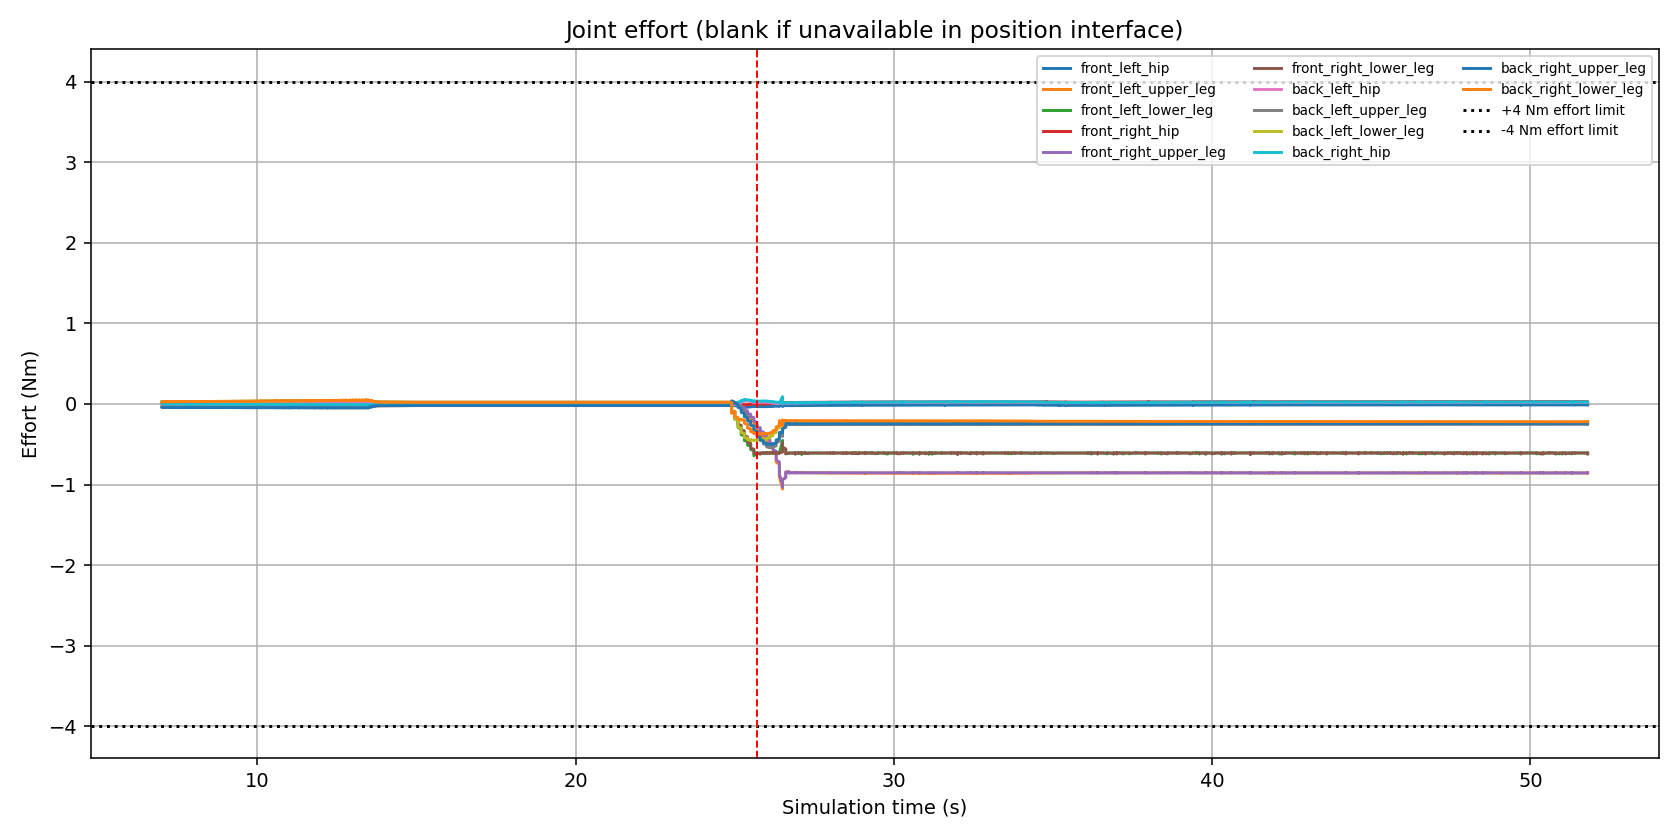 Joint effort (blank if unavailable in position interface)
front_left_hip
front_left_upper_leg
front_left_lower_leg
front_right_hip
front_right_upper_leg
front_right_lower_leg
back_left_hip
back_left_upper_leg
back_left_lower_leg
back_right_hip
back_right_upper_leg
back_right_lower_leg
+4 Nm effort limit
-4 Nm effort limit
Effort (Nm)
4
3
2
1
0
−1
−2
−3
−4
10 20 30 40 50
Simulation time (s)